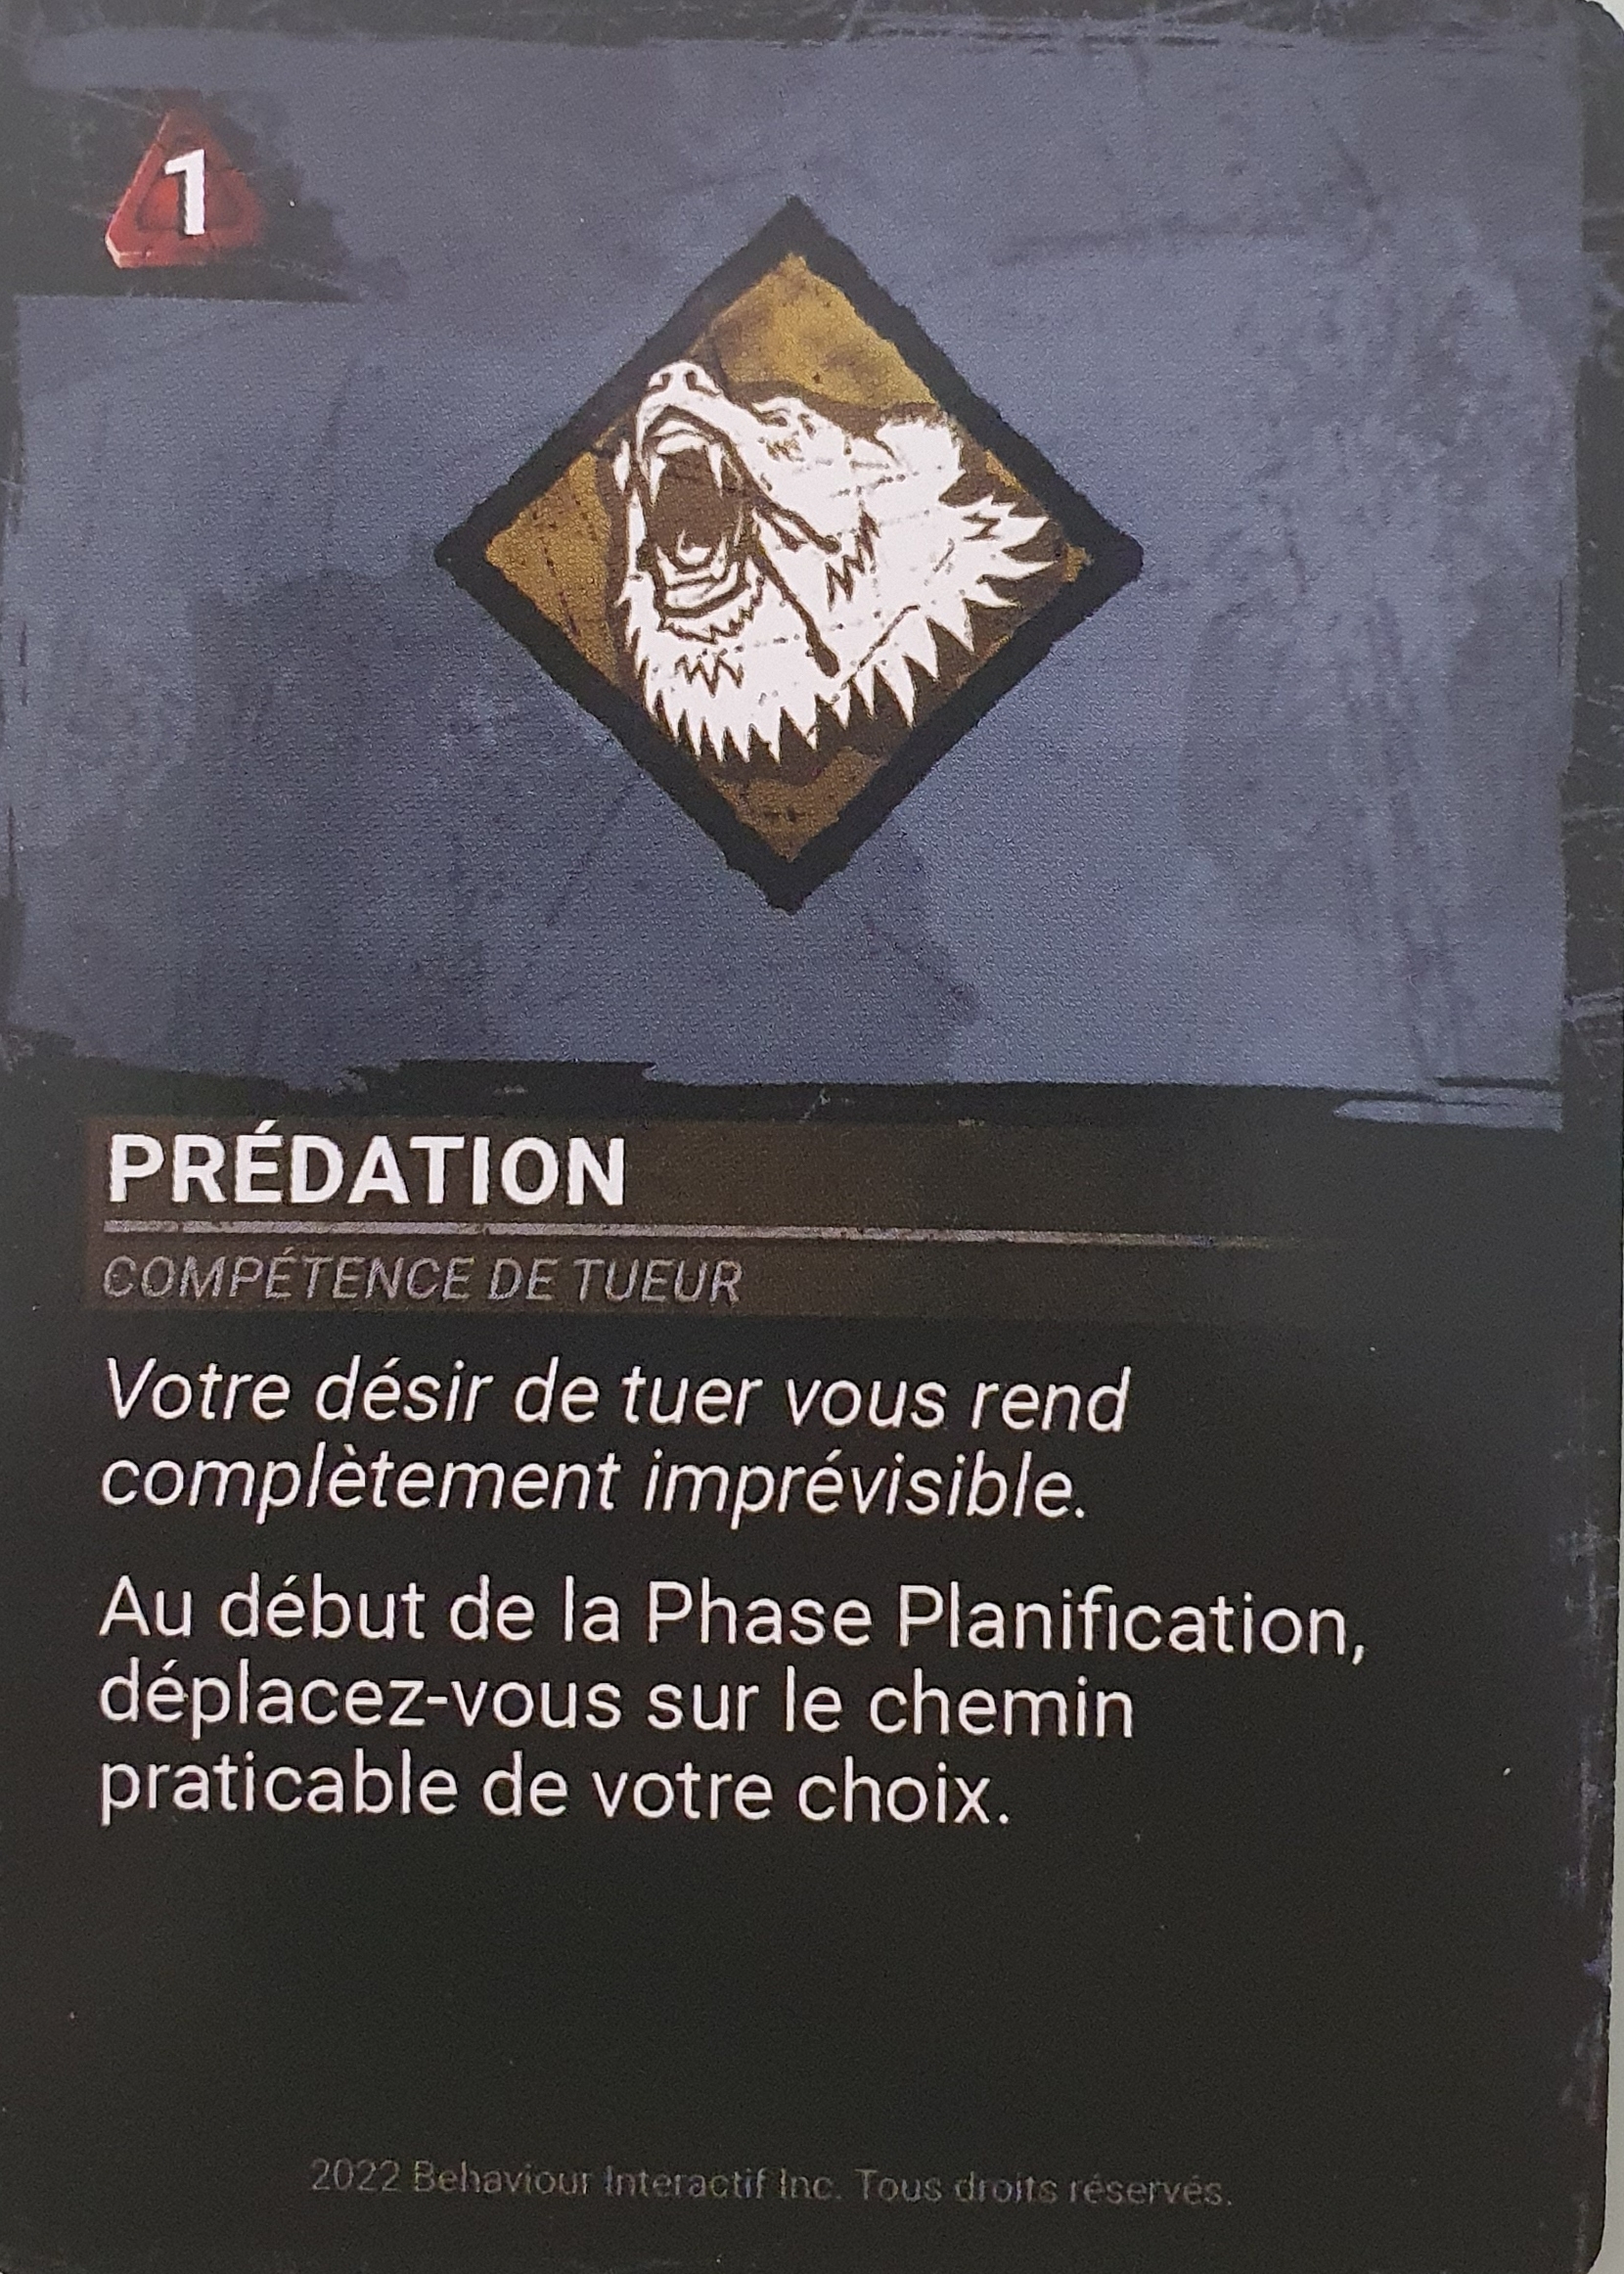 1
PRÉDATION
COMPÉTENCE DE TUEUR
Votre désir de tuer vous rend
complètement imprévisible.
Au début de la Phase Planification,
déplacez-vous sur le chemin
praticable de votre choix.
2022 Behaviour Interactif Inc. Tous droits réservés.